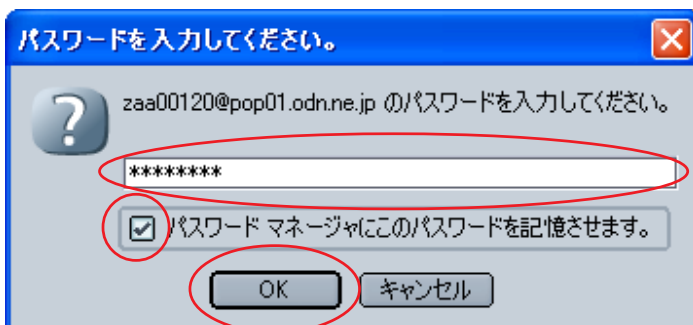 パスワードを入力してください。
zaa00120@pop01.odn.ne.jp のパスワードを入力してください。
********
パスワード マネージャにこのパスワードを記憶させます。
OK キャンセル